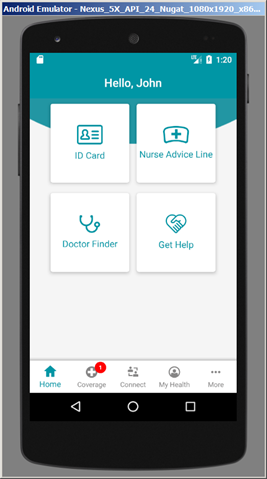 Android Emulator - Nexus_5X_API_24_Nugat_1080x1920_x86...
1:20
Hello, John
ID Card
Nurse Advice Line
Doctor Finder
Get Help
1
Home
Coverage
Connect
My Health
More